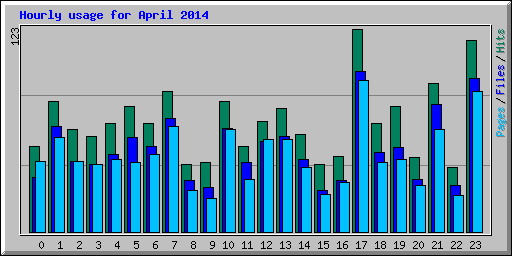 Hourly usage for April 2014
123
Pages/Files/Hits
0 1 2 3 4 5 6 7 8 9 10 11 12 13 14 15 16 17 18 19 20 21 22 23